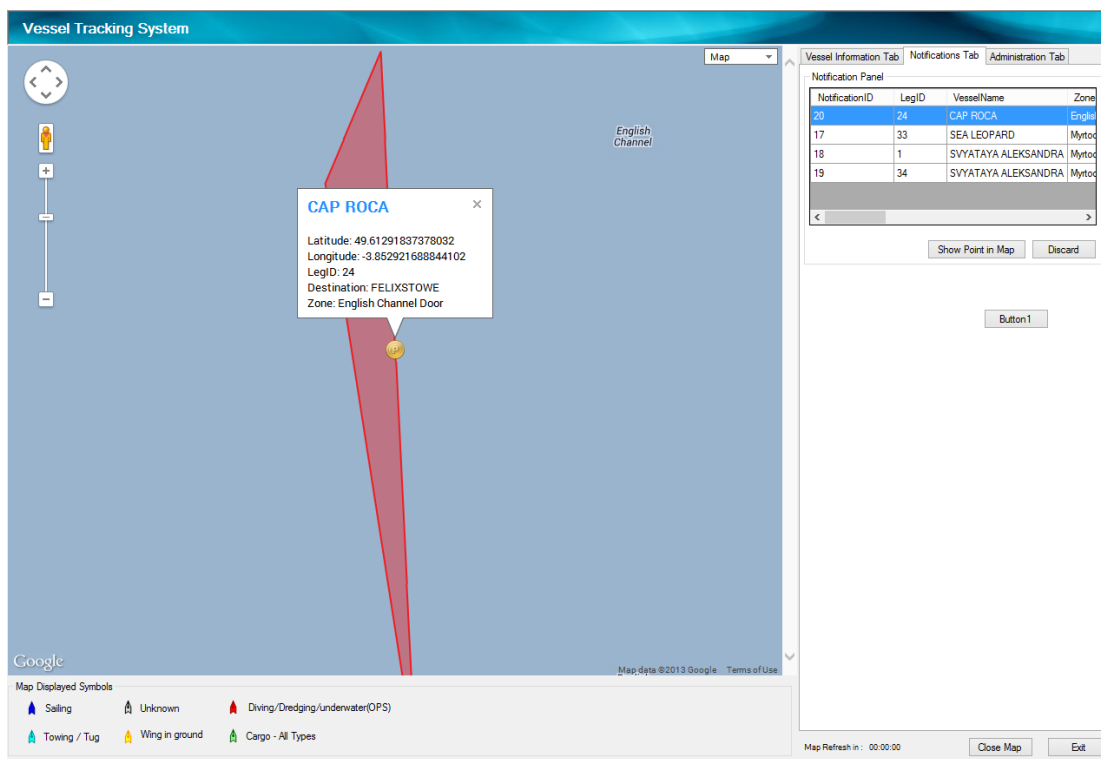 Vessel Tracking System
Map
English
Channel
CAP ROCA
Latitude: 49.61291837378032
Longitude: -3.852921688844102
LegID: 24
Destination: FELIXSTOWE
Zone: English Channel Door
Google
Map data ©2013 Google Terms of Use
Map Displayed Symbols
Sailing Unknown Diving/Dredging/underwater(OPS)
Towing / Tug Wing in ground Cargo - All Types
Vessel Information Tab Notifications Tab Administration Tab
Notification Panel
NotificationID LegID VesselName Zone
20 24 CAP ROCA Englis
17 33 SEA LEOPARD Myrtoo
18 1 SVYATAYA ALEKSANDRA Myrtoo
19 34 SVYATAYA ALEKSANDRA Myrtoo
Show Point in Map Discard
Button1
Map Refresh in : 00:00:00 Close Map Exit